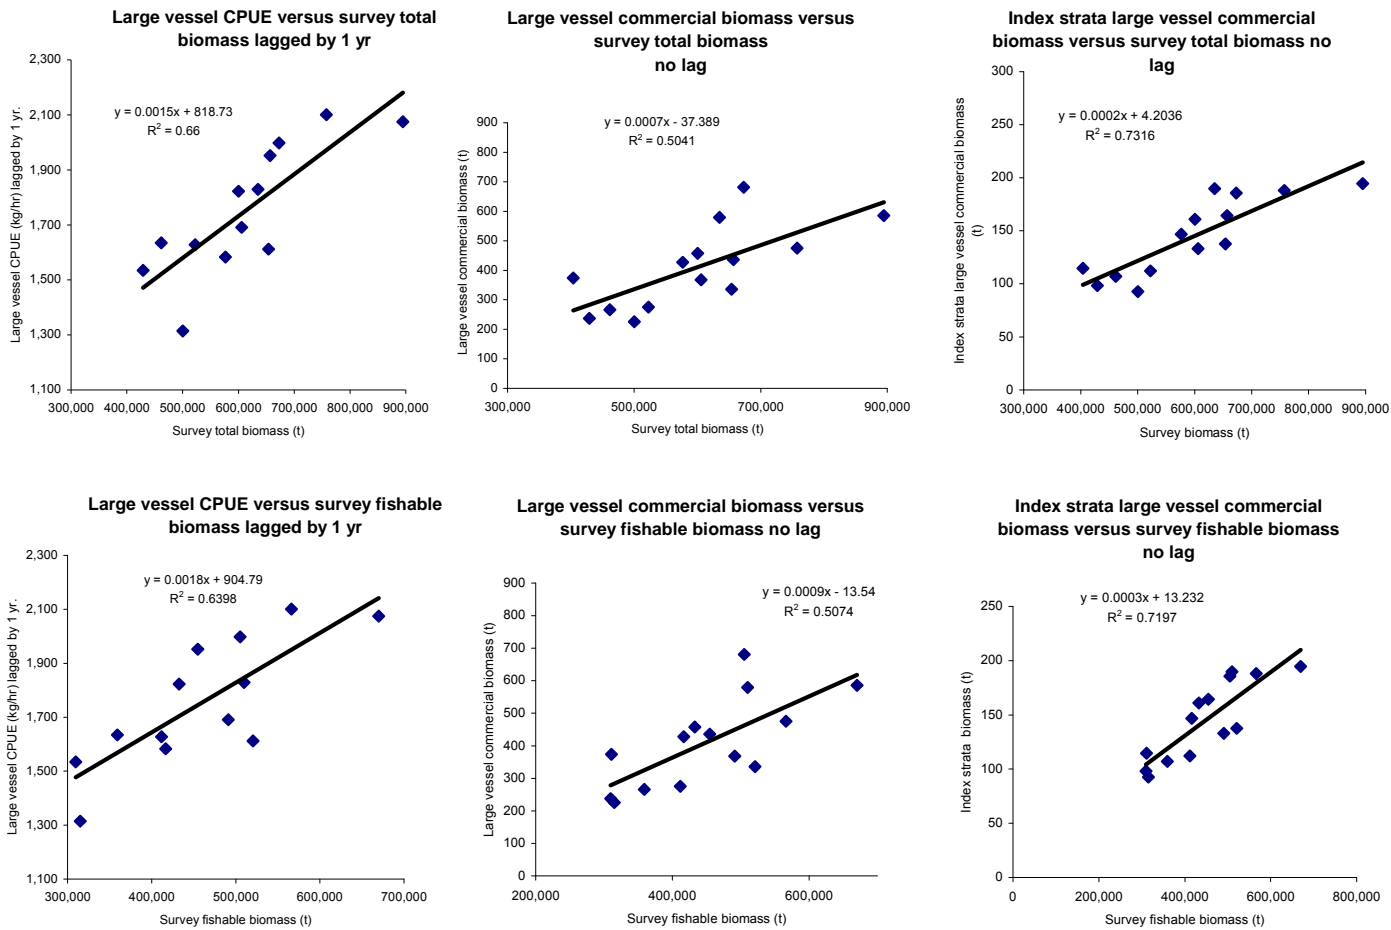 Large vessel CPUE versus survey total
biomass lagged by 1 yr
2,300
2,100
1,900
1,700
1,500
1,300
1,100
Large vessel CPUE (kg/hr) lagged by 1 yr.
y = 0.0015x + 818.73
R² = 0.66
300,000 400,000 500,000 600,000 700,000 800,000 900,000
Survey total biomass (t)
Large vessel commercial biomass versus
survey total biomass
no lag
900
800
700
600
500
400
300
200
100
0
Large vessel commercial biomass (t)
y = 0.0007x - 37.389
R² = 0.5041
300,000 500,000 700,000 900,000
Survey total biomass (t)
Index strata large vessel commercial
biomass versus survey total biomass no
lag
300
250
200
150
100
50
0
Index strata large vessel commercial biomass
(t)
y = 0.0002x + 4.2036
R² = 0.7316
300,000 400,000 500,000 600,000 700,000 800,000 900,000
Survey biomass (t)
Large vessel CPUE versus survey fishable
biomass lagged by 1 yr
2,300
2,100
1,900
1,700
1,500
1,300
1,100
Large vessel CPUE (kg/hr) lagged by 1 yr.
y = 0.0018x + 904.79
R² = 0.6398
300,000 400,000 500,000 600,000 700,000
Survey fishable biomass (t)
Large vessel commercial biomass versus
survey fishable biomass no lag
900
800
700
600
500
400
300
200
100
0
Large vessel commercial biomass (t)
y = 0.0009x - 13.54
R² = 0.5074
200,000 400,000 600,000
Survey fishable biomass (t)
Index strata large vessel commercial
biomass versus survey fishable biomass
no lag
250
200
150
100
50
0
Index strata biomass (t)
y = 0.0003x + 13.232
R² = 0.7197
0 200,000 400,000 600,000 800,000
Survey fishable biomass (t)